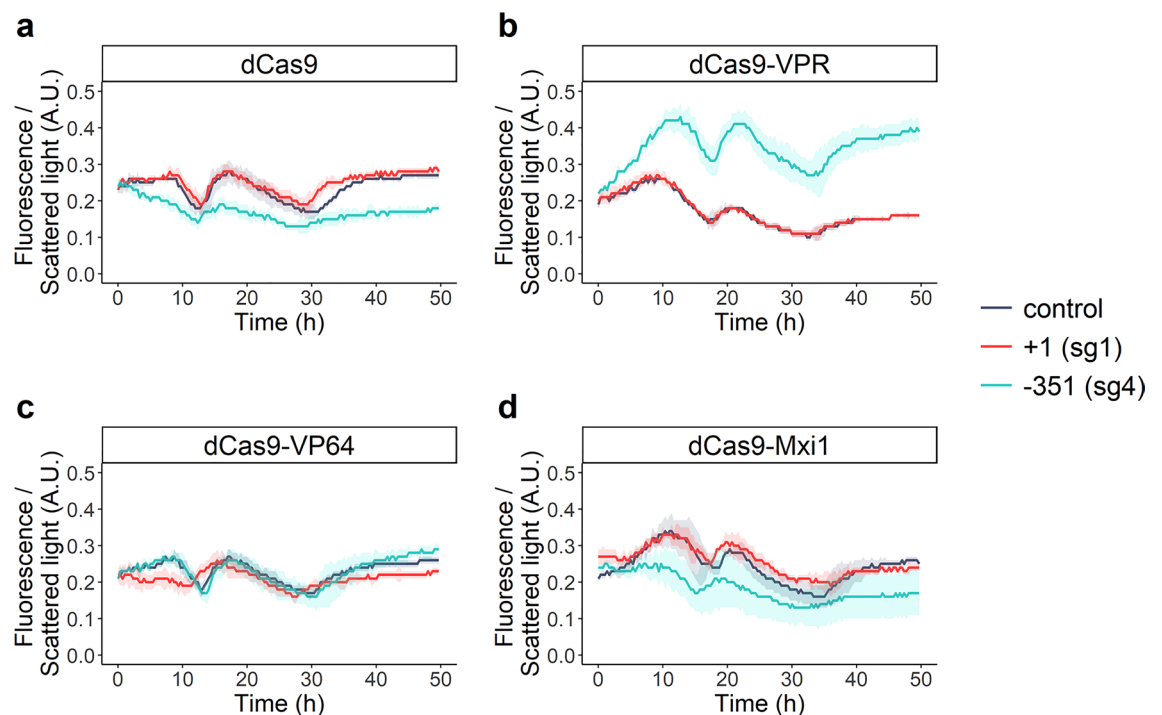 a
dCas9
Fluorescence /
Scattered light (A.U.)
0.5
0.4
0.3
0.2
0.1
0.0
0 10 20 30 40 50
Time (h)
b
dCas9-VPR
Fluorescence /
Scattered light (A.U.)
0.5
0.4
0.3
0.2
0.1
0.0
0 10 20 30 40 50
Time (h)
control
+1 (sg1)
-351 (sg4)
c
dCas9-VP64
Fluorescence /
Scattered light (A.U.)
0.5
0.4
0.3
0.2
0.1
0.0
0 10 20 30 40 50
Time (h)
d
dCas9-Mxi1
Fluorescence /
Scattered light (A.U.)
0.5
0.4
0.3
0.2
0.1
0.0
0 10 20 30 40 50
Time (h)